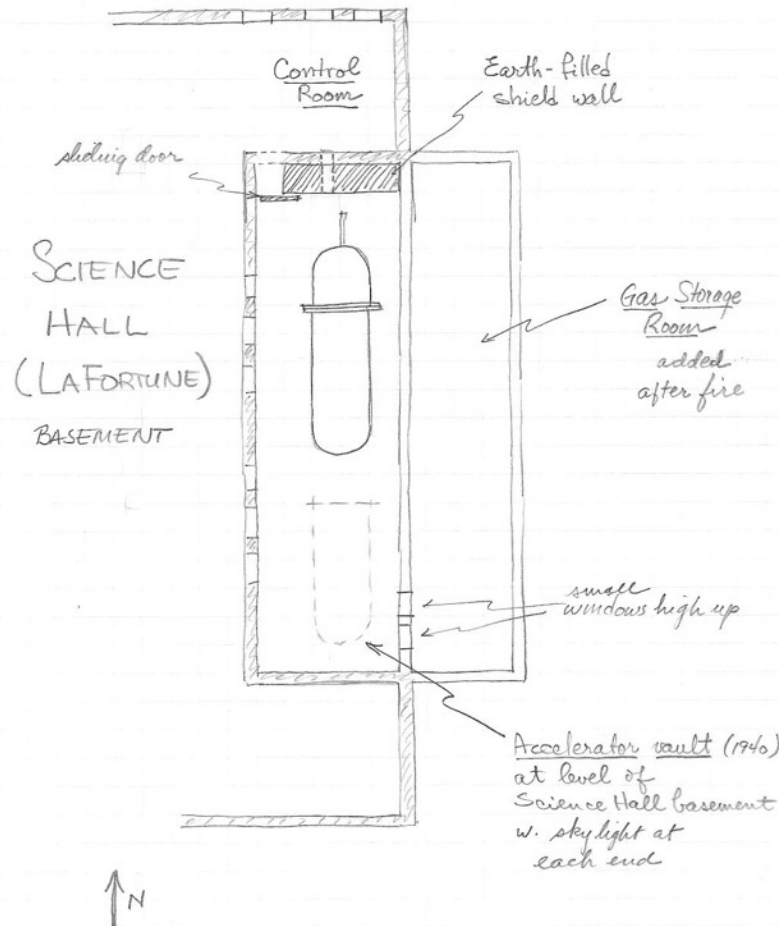 Control
Room
Earth-filled
shield wall
sliding door
SCIENCE
HALL
(LAFORTUNE)
BASEMENT
Gas Storage
Room
added
after fire
small
windows high up
Accelerator vault (1940)
at level of
Science Hall basement
w. skylight at
each end
N